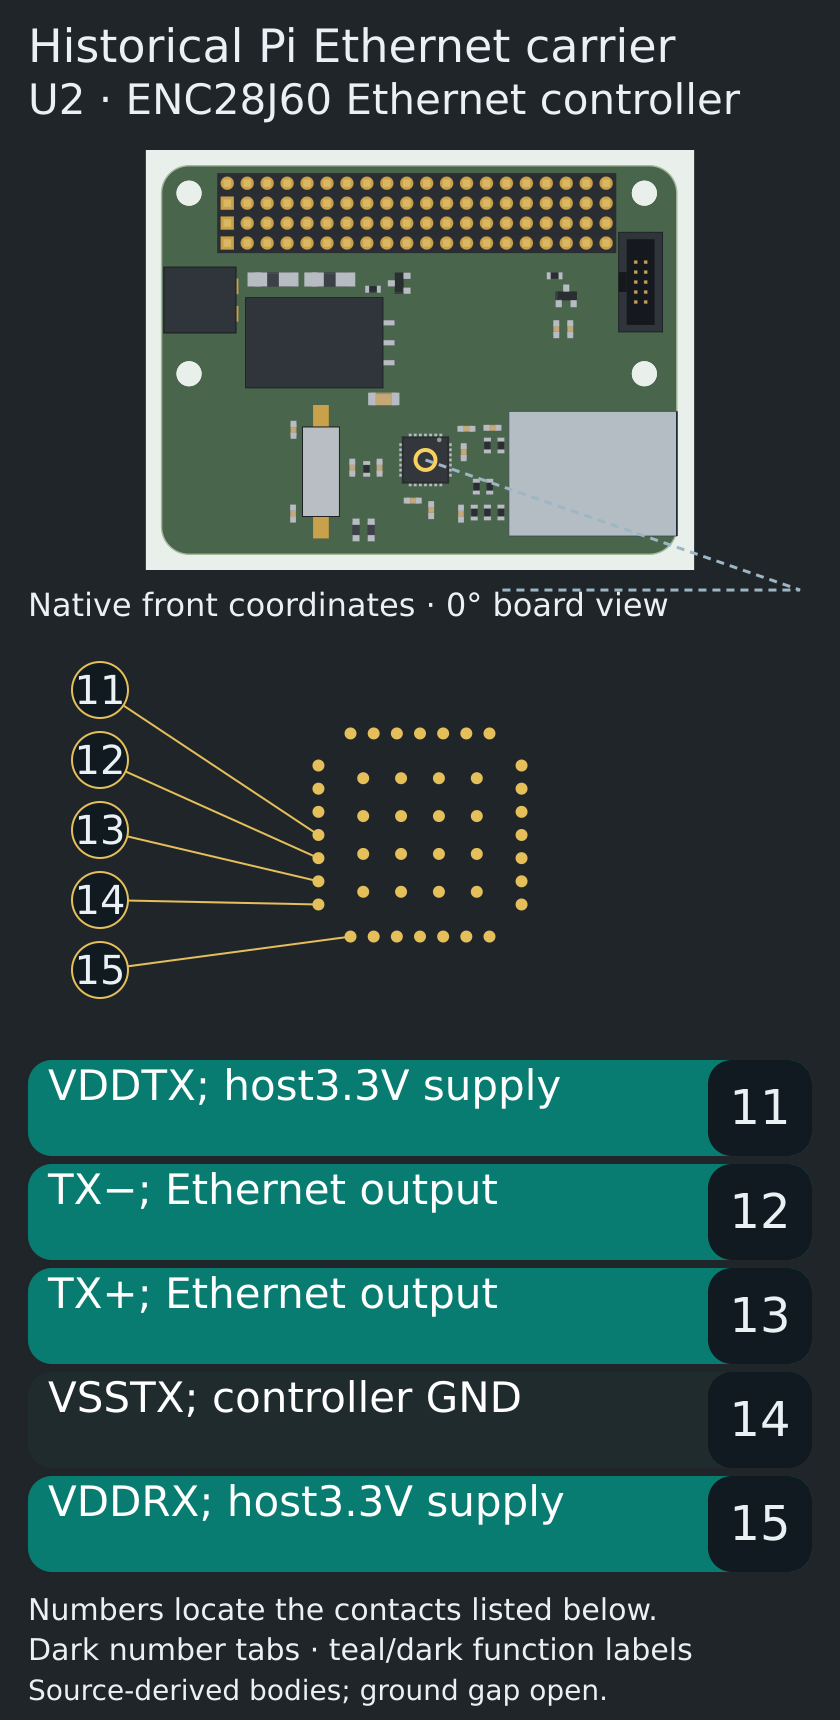 Historical Pi Ethernet carrier
U2 · ENC28J60 Ethernet controller
Native front coordinates · 0° board view
11
12
13
14
15
VDDTX; host3.3V supply 11
TX−; Ethernet output 12
TX+; Ethernet output 13
VSSTX; controller GND 14
VDDRX; host3.3V supply 15
Numbers locate the contacts listed below.
Dark number tabs · teal/dark function labels
Source-derived bodies; ground gap open.